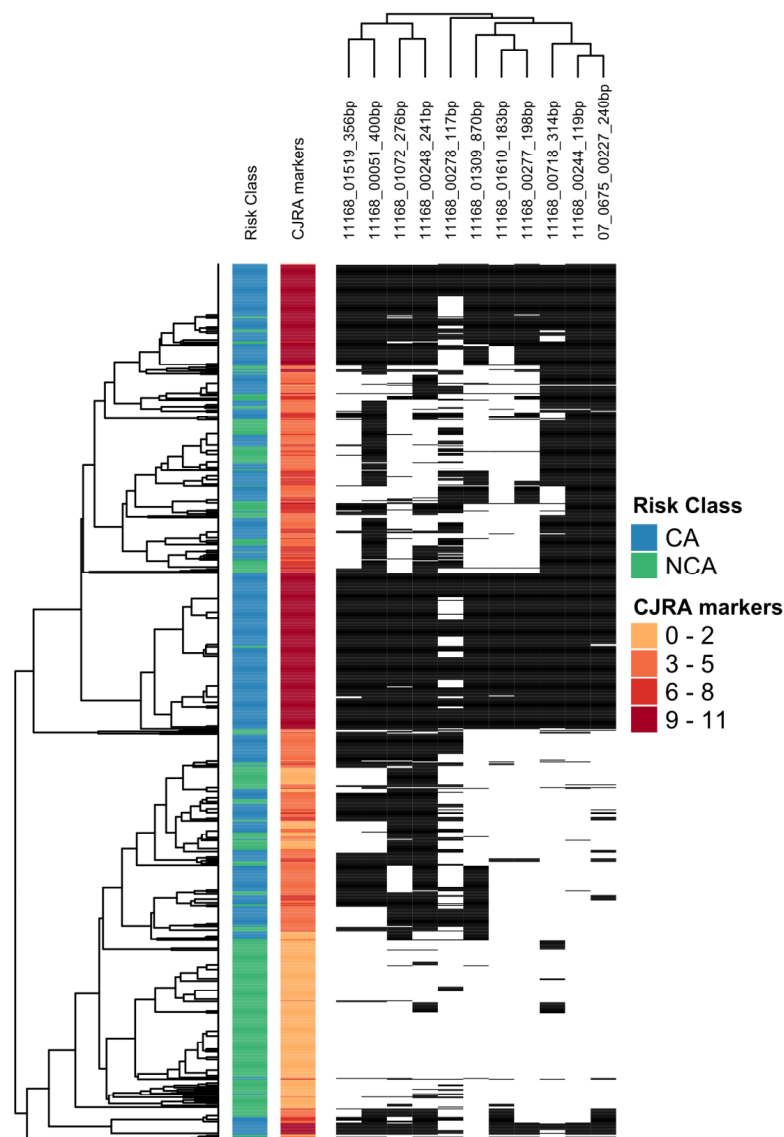 Risk Class
CJRA markers
11168_01519_356bp
11168_00051_400bp
11168_01072_276bp
11168_00248_241bp
11168_00278_117bp
11168_01309_870bp
11168_01610_183bp
11168_00277_198bp
11168_00718_314bp
11168_00244_119bp
07_0675_00227_240bp
Risk Class
CA
NCA
CJRA markers
0 - 2
3 - 5
6 - 8
9 - 11